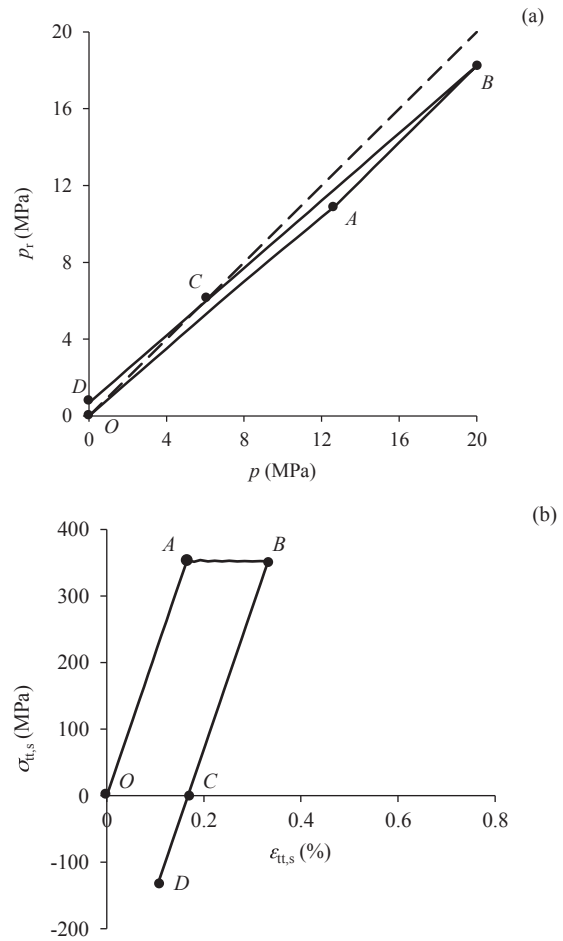 (a)
20
B
16
12
A
p_r (MPa)
8
C
4
D
0
O
0 4 8 12 16 20
p (MPa)
(b)
400
A B
300
200
σ_tt,s (MPa)
100
O C
0
0 0.2 0.4 0.6 0.8
ε_tt,s (%)
-100
D
-200